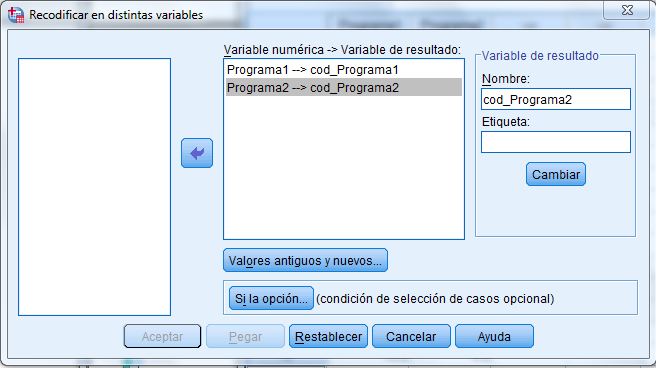 Recodificar en distintas variables
Variable numérica -> Variable de resultado:
Programa1 --> cod_Programa1
Programa2 --> cod_Programa2
Variable de resultado
Nombre:
cod_Programa2
Etiqueta:
Cambiar
Valores antiguos y nuevos...
Si la opción... (condición de selección de casos opcional)
Aceptar Pegar Restablecer Cancelar Ayuda